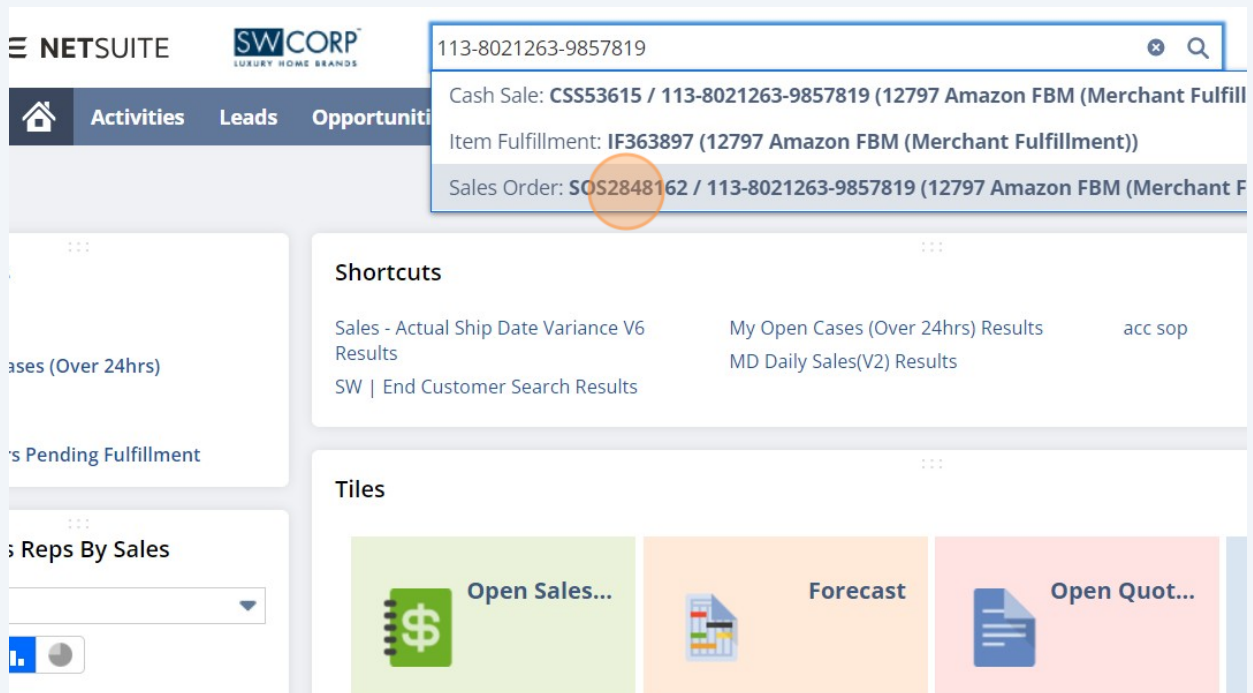 NETSUITE
SW CORP
LUXURY HOME BRANDS
113-8021263-9857819
Activities Leads Opportuniti
Cash Sale: CSS53615 / 113-8021263-9857819 (12797 Amazon FBM (Merchant Fulfill
Item Fulfillment: IF363897 (12797 Amazon FBM (Merchant Fulfillment))
Sales Order: SOS2848162 / 113-8021263-9857819 (12797 Amazon FBM (Merchant F
Shortcuts
Sales - Actual Ship Date Variance V6
Results
SW | End Customer Search Results
My Open Cases (Over 24hrs) Results
MD Daily Sales(V2) Results
acc sop
ases (Over 24hrs)
s Pending Fulfillment
Tiles
s Reps By Sales
Open Sales...
Forecast
Open Quot...